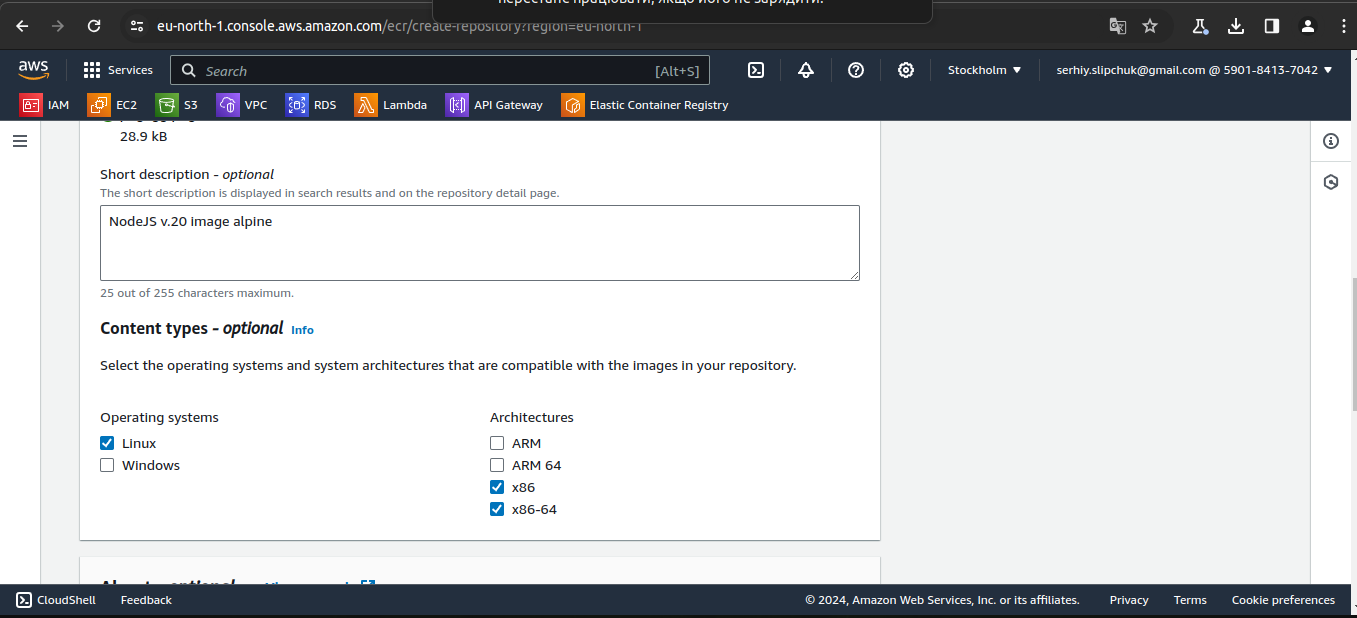 перестане працювати, якщо його не зарядити.
eu-north-1.console.aws.amazon.com/ecr/create-repository?region=eu-north-1
aws Services Search [Alt+S] Stockholm serhiy.slipchuk@gmail.com @ 5901-8413-7042
IAM EC2 S3 VPC RDS Lambda API Gateway Elastic Container Registry
28.9 kB
Short description - optional
The short description is displayed in search results and on the repository detail page.
NodeJS v.20 image alpine
25 out of 255 characters maximum.
Content types - optional Info
Select the operating systems and system architectures that are compatible with the images in your repository.
Operating systems Architectures
Linux ARM
Windows ARM 64
x86
x86-64
CloudShell Feedback © 2024, Amazon Web Services, Inc. or its affiliates. Privacy Terms Cookie preferences